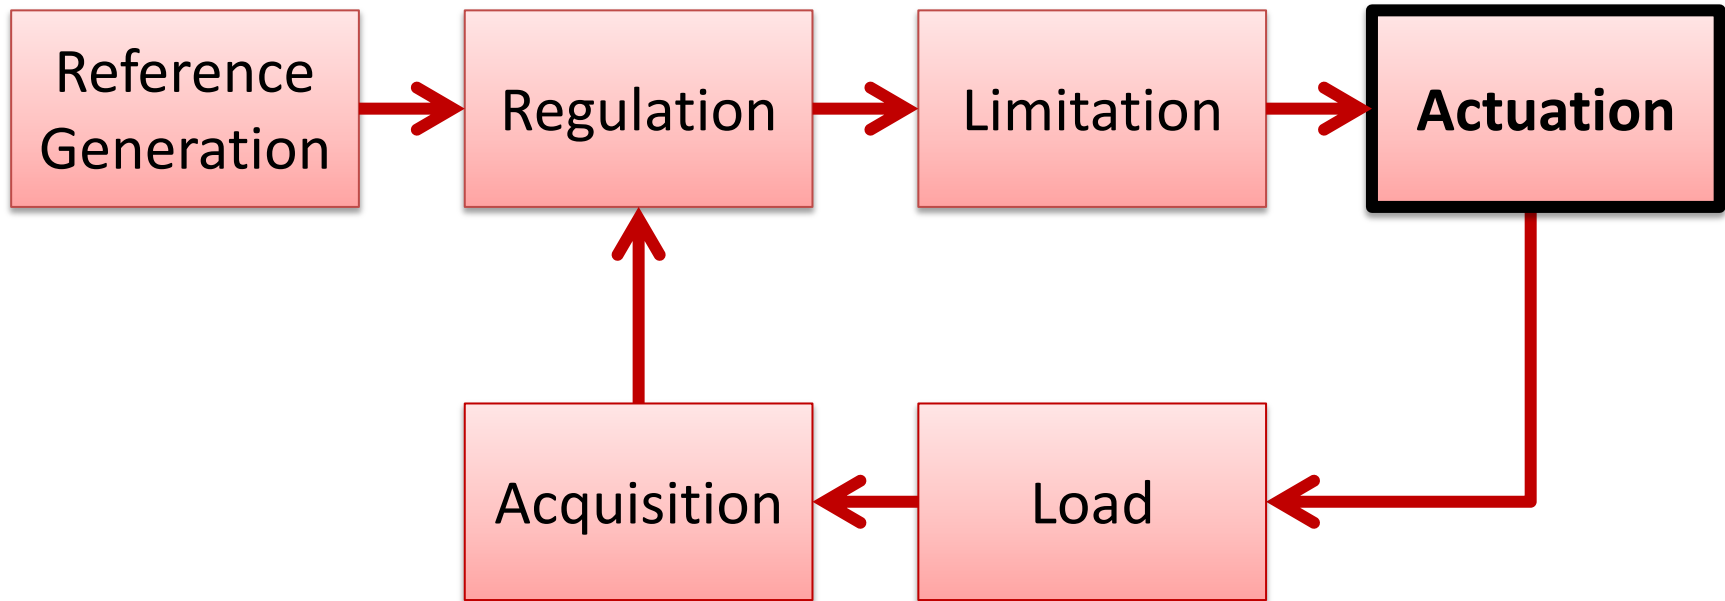 Reference
Generation
Regulation
Limitation
Actuation
Acquisition
Load